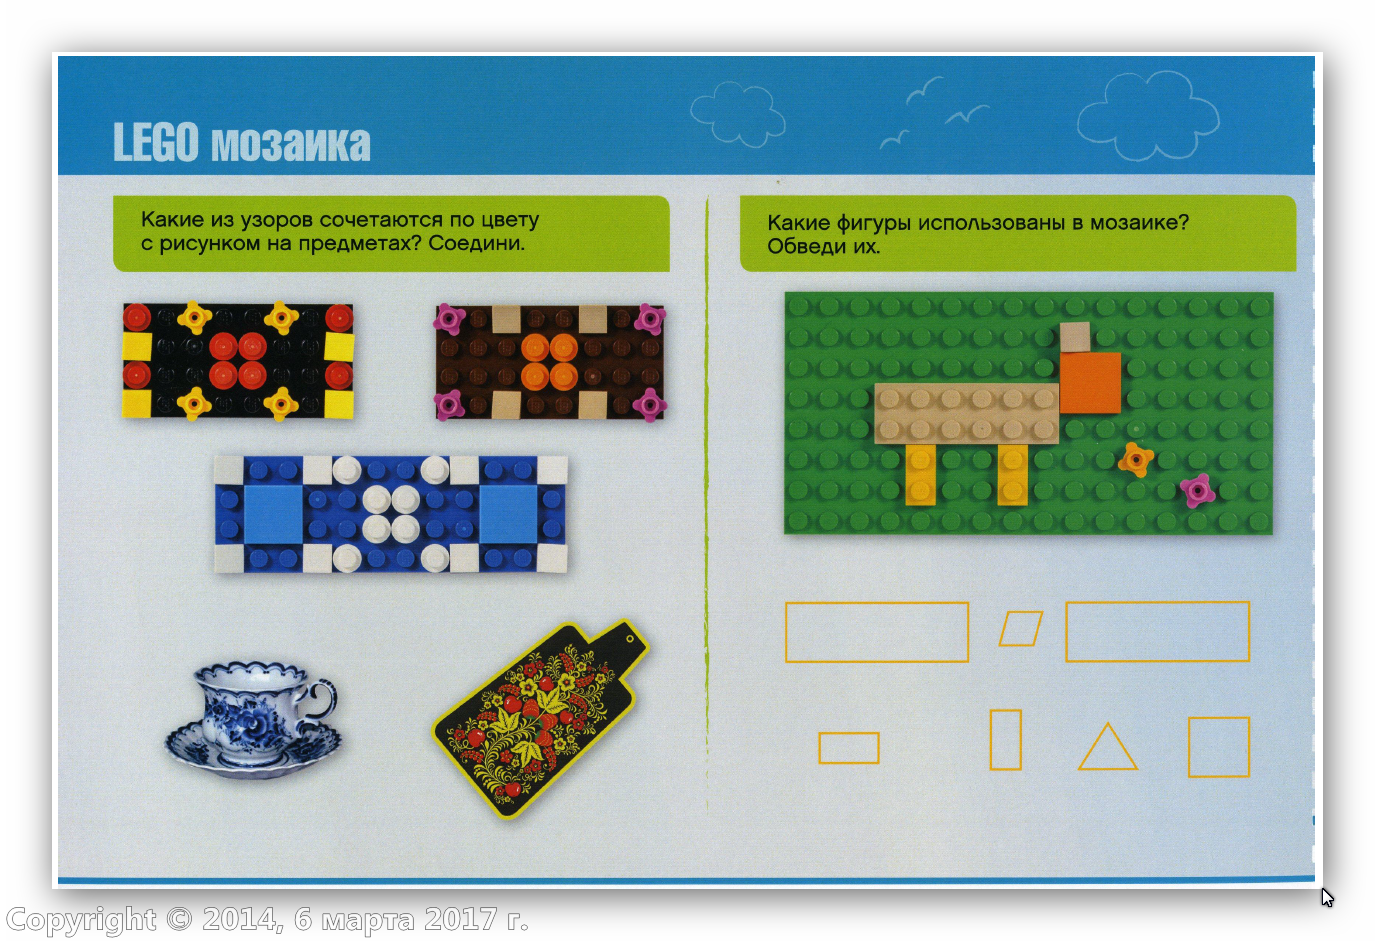 LEGO мозаика
Какие из узоров сочетаются по цвету
с рисунком на предметах? Соедини.
Какие фигуры использованы в мозаике?
Обведи их.
Copyright © 2014, 6 марта 2017 г.